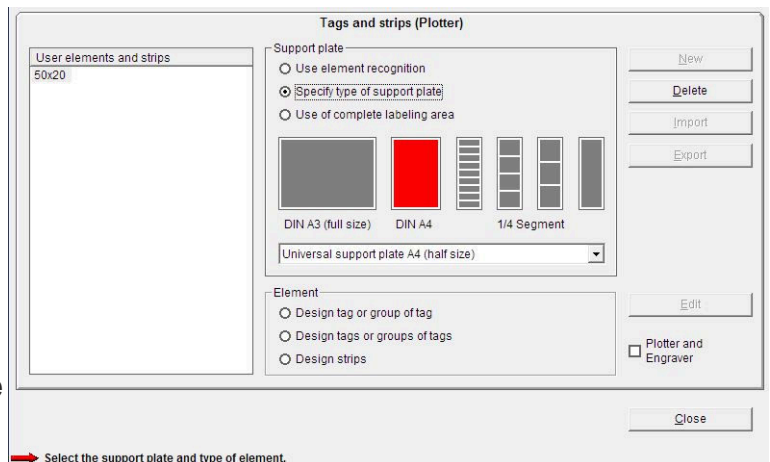 Tags and strips (Plotter)
User elements and strips
50x20
Support plate
Use element recognition
Specify type of support plate
Use of complete labeling area
DIN A3 (full size) DIN A4 1/4 Segment
Universal support plate A4 (half size)
Element
Design tag or group of tag
Design tags or groups of tags
Design strips
New
Delete
Import
Export
Edit
Plotter and
Engraver
Close
e
Select the support plate and type of element.